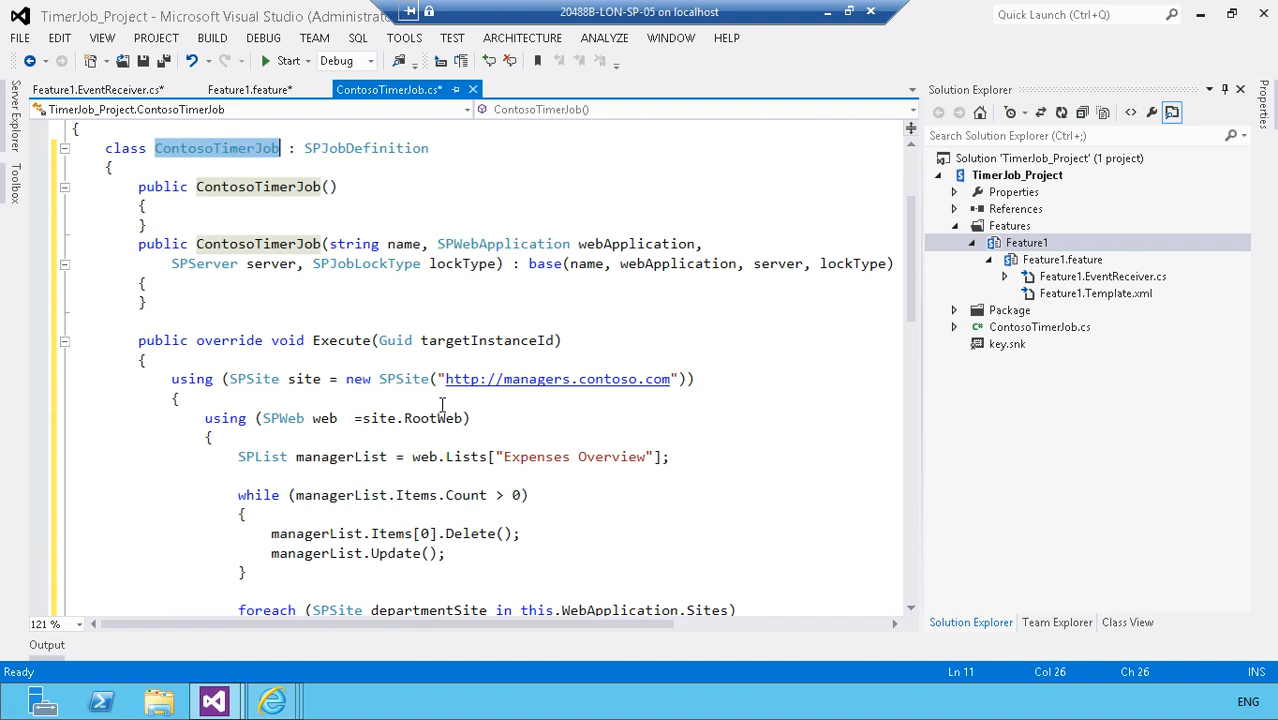 TimerJob_Project - Microsoft Visual Studio (Administrat
20488B-LON-SP-05 on localhost
Quick Launch (Ctrl+Q)
FILE EDIT VIEW PROJECT BUILD DEBUG TEAM SQL TOOLS TEST ARCHITECTURE ANALYZE WINDOW HELP
Start Debug
Feature1.EventReceiver.cs* Feature1.feature* ContosoTimerJob.cs*
TimerJob_Project.ContosoTimerJob ContosoTimerJob()
Server Explorer
Toolbox
{
class ContosoTimerJob : SPJobDefinition
{
public ContosoTimerJob()
{
}
public ContosoTimerJob(string name, SPWebApplication webApplication,
SPServer server, SPJobLockType lockType) : base(name, webApplication, server, lockType)
{
}
public override void Execute(Guid targetInstanceId)
{
using (SPSite site = new SPSite("http://managers.contoso.com"))
{
using (SPWeb web  =site.RootWeb)
{
SPList managerList = web.Lists["Expenses Overview"];
while (managerList.Items.Count > 0)
{
managerList.Items[0].Delete();
managerList.Update();
}
foreach (SPSite departmentSite in this.WebApplication.Sites)
121 %
Solution Explorer
Search Solution Explorer (Ctrl+;)
Solution 'TimerJob_Project' (1 project)
TimerJob_Project
Properties
References
Features
Feature1
Feature1.feature
Feature1.EventReceiver.cs
Feature1.Template.xml
Package
ContosoTimerJob.cs
key.snk
Solution Explorer Team Explorer Class View
Properties
Output
Ready Ln 11 Col 26 Ch 26 INS
ENG